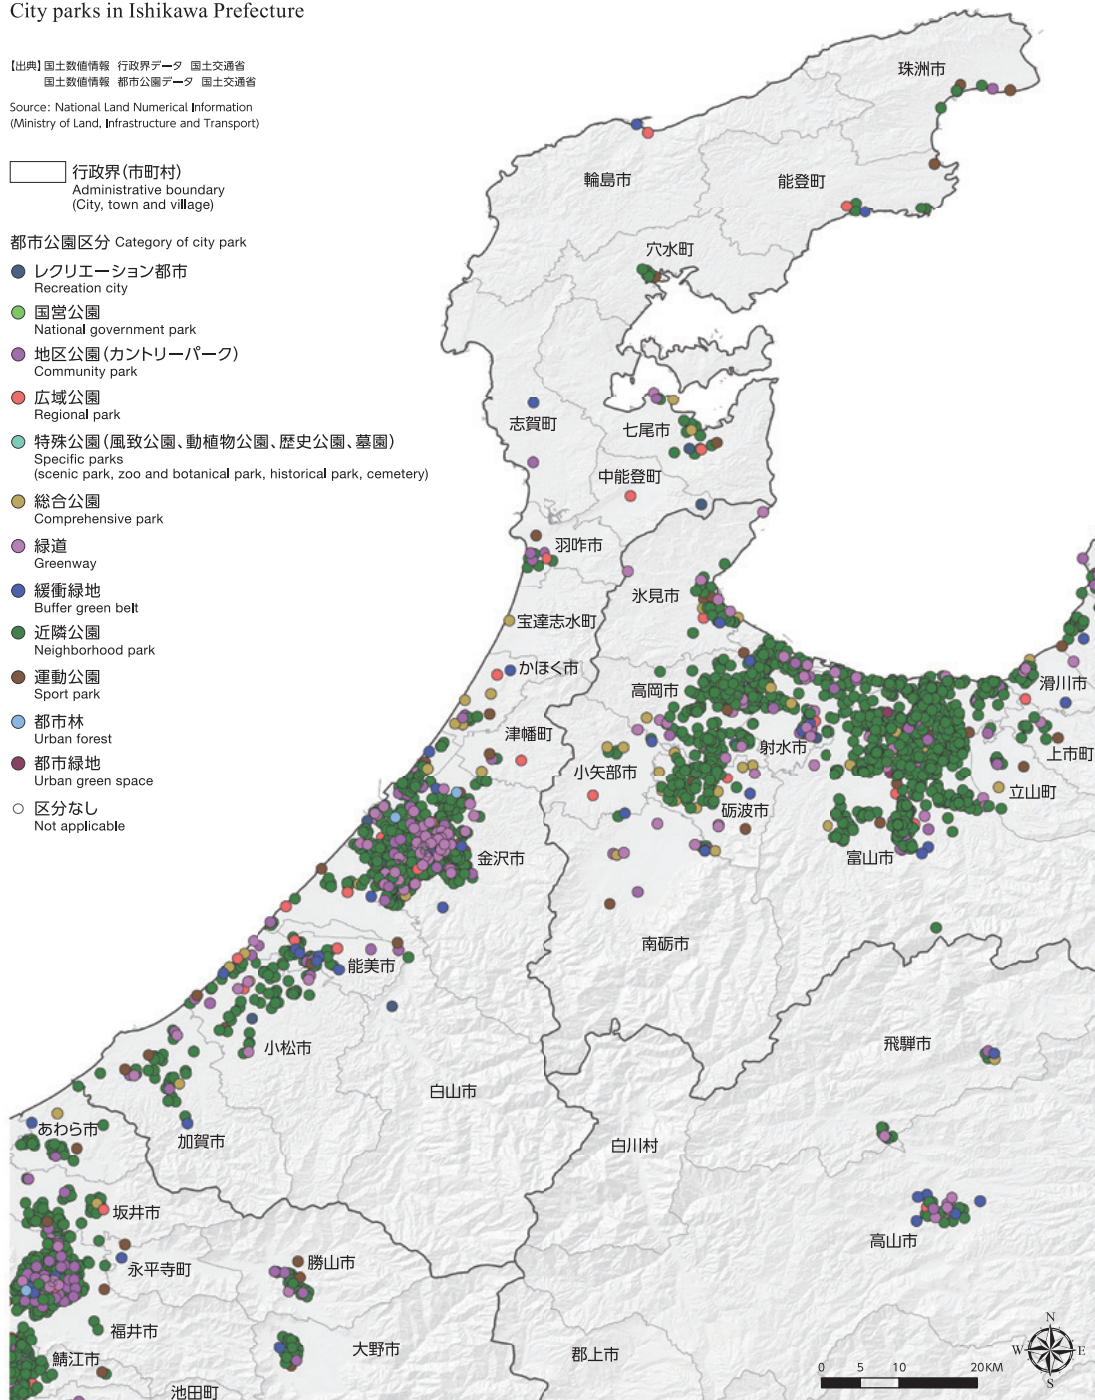 City parks in Ishikawa Prefecture
【出典】国土数値情報 行政界データ 国土交通省
国土数値情報 都市公園データ 国土交通省
Source: National Land Numerical Information
(Ministry of Land, Infrastructure and Transport)
行政界(市町村)
Administrative boundary
(City, town and village)
都市公園区分 Category of city park
レクリエーション都市
Recreation city
国営公園
National government park
地区公園(カントリーパーク)
Community park
広域公園
Regional park
特殊公園(風致公園、動植物公園、歴史公園、墓園)
Specific parks
(scenic park, zoo and botanical park, historical park, cemetery)
総合公園
Comprehensive park
緑道
Greenway
緩衝緑地
Buffer green belt
近隣公園
Neighborhood park
運動公園
Sport park
都市林
Urban forest
都市緑地
Urban green space
区分なし
Not applicable
珠洲市
輪島市
能登町
穴水町
志賀町
七尾市
中能登町
羽咋市
氷見市
宝達志水町
かほく市
高岡市
滑川市
津幡町
射水市
上市町
小矢部市
立山町
砺波市
金沢市
富山市
南砺市
能美市
小松市
飛騨市
白山市
あわら市
加賀市
白川村
坂井市
高山市
永平寺町
勝山市
福井市
大野市
郡上市
鯖江市
池田町
N
W
E
S
0 5 10 20KM